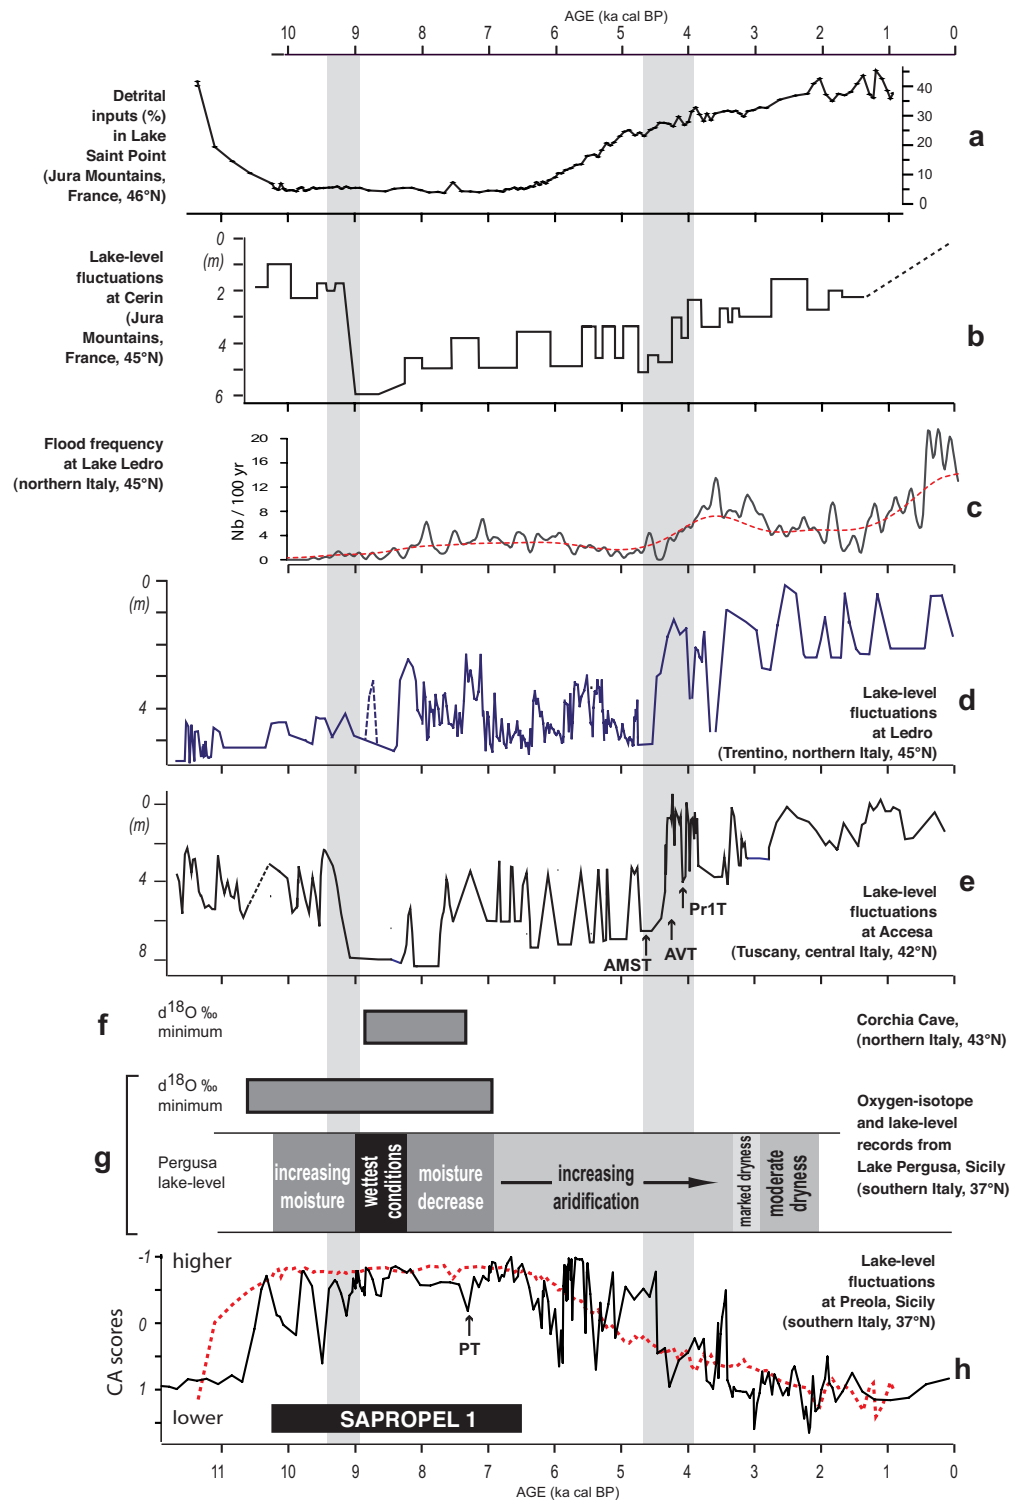 AGE (ka cal BP)
10 9 8 7 6 5 4 3 2 1 0
Detrital
inputs (%)
in Lake
Saint Point
(Jura Mountains,
France, 46°N)
40
30
20
10
0
a
Lake-level
fluctuations
at Cerin
(Jura
Mountains,
France, 45°N)
0
(m)
2
4
6
b
Flood frequency
at Lake Ledro
(northern Italy, 45°N)
Nb / 100 yr
20
16
12
8
4
0
c
0
(m)
4
Lake-level
fluctuations
at Ledro
(Trentino, northern Italy, 45°N)
d
0
(m)
4
8
AMST
AVT
Pr1T
Lake-level
fluctuations
at Accesa
(Tuscany, central Italy, 42°N)
e
f
d18O ‰
minimum
Corchia Cave,
(northern Italy, 43°N)
g
d18O ‰
minimum
Pergusa
lake-level
increasing
moisture
wettest
conditions
moisture
decrease
increasing
aridification
marked dryness
moderate
dryness
Oxygen-isotope
and lake-level
records from
Lake Pergusa, Sicily
(southern Italy, 37°N)
CA scores
-1
0
1
higher
lower
PT
SAPROPEL 1
Lake-level
fluctuations
at Preola, Sicily
(southern Italy, 37°N)
h
11 10 9 8 7 6 5 4 3 2 1 0
AGE (ka cal BP)